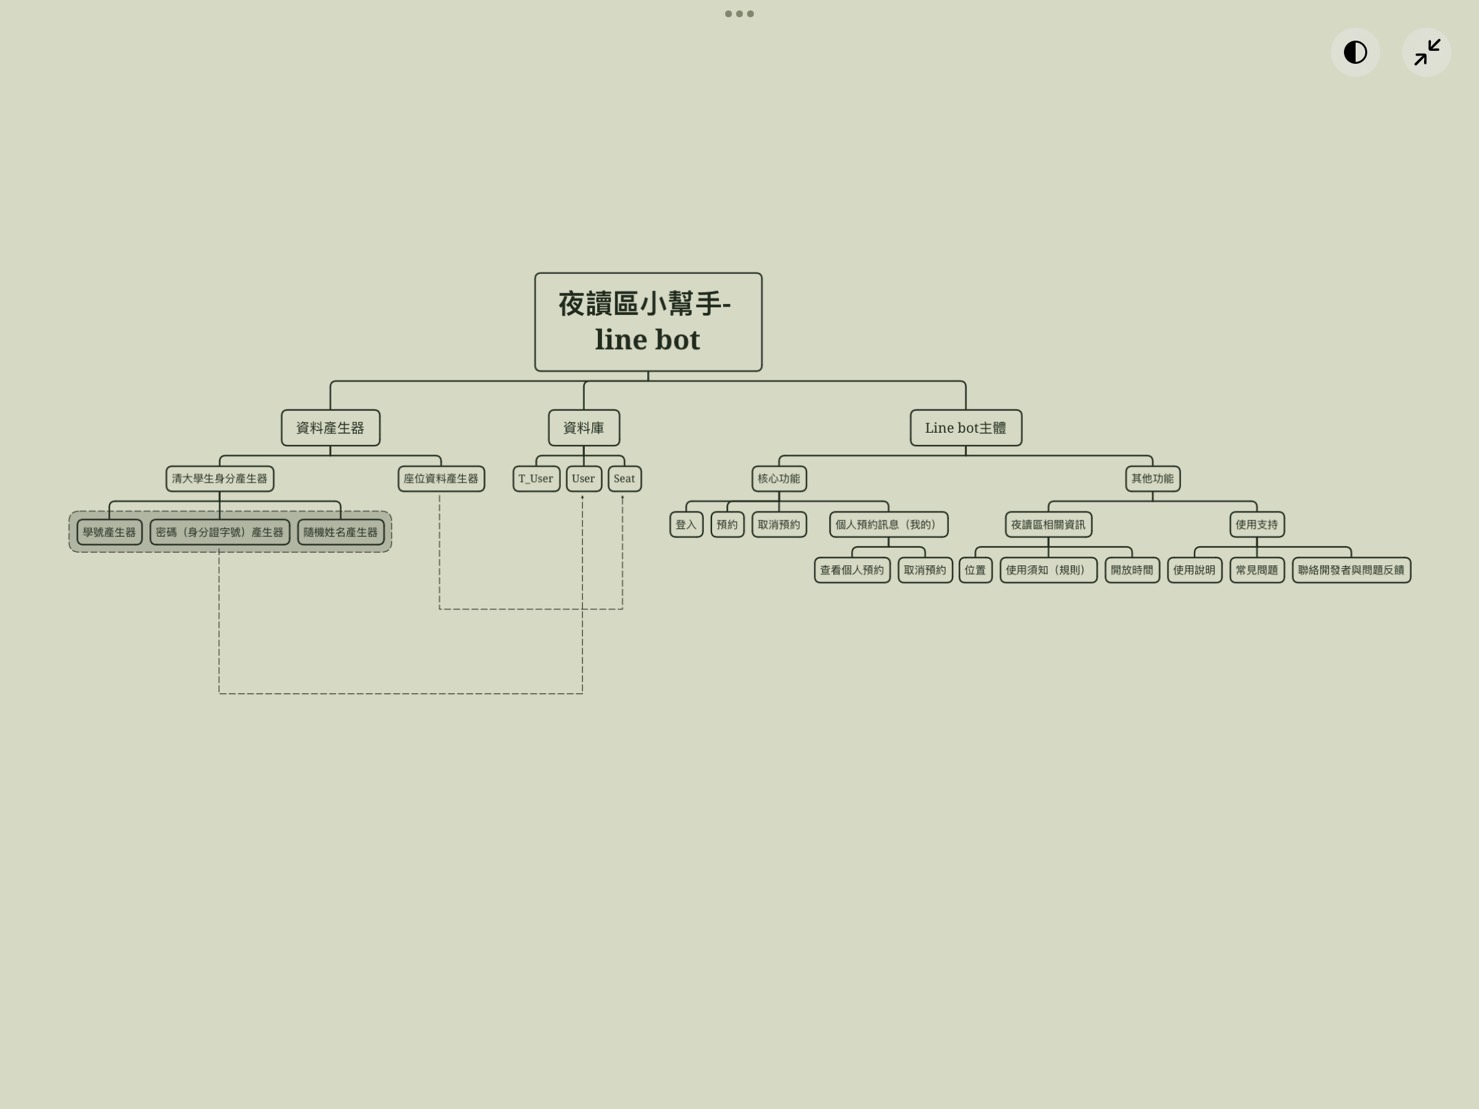 夜讀區小幫手-
line bot
資料產生器
資料庫
Line bot主體
清大學生身分產生器
座位資料產生器
T_User
User
Seat
核心功能
其他功能
學號產生器
密碼（身分證字號）產生器
隨機姓名產生器
登入
預約
取消預約
個人預約訊息（我的）
夜讀區相關資訊
使用支持
查看個人預約
取消預約
位置
使用須知（規則）
開放時間
使用說明
常見問題
聯絡開發者與問題反饋